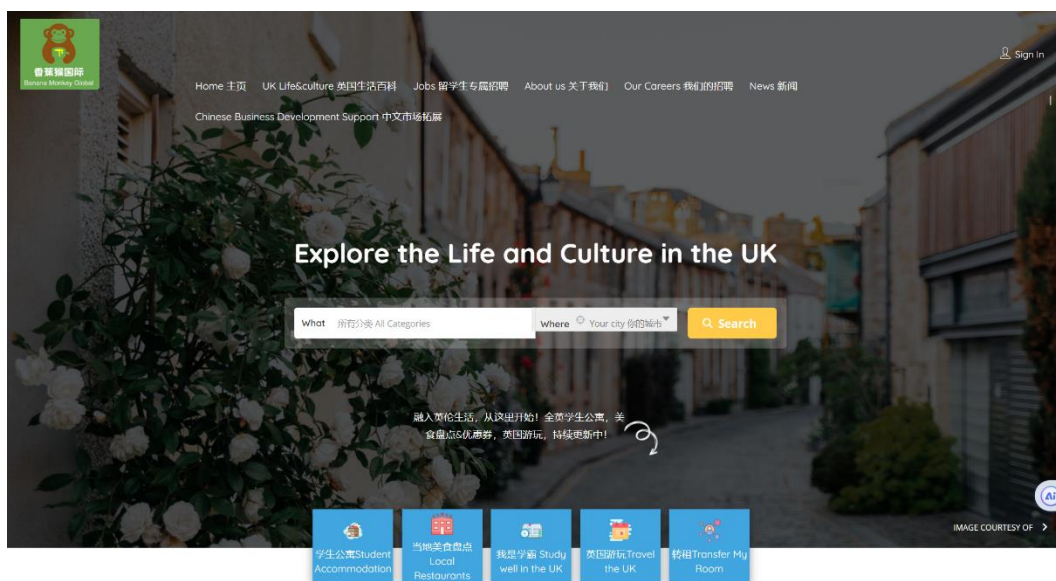 香蕉猴国际
Banana Monkey Global
Sign In
Home 主页 UK Life&culture 英国生活百科 Jobs 留学生专属招聘 About us 关于我们 Our Careers 我们的招聘 News 新闻
Chinese Business Development Support 中文市场拓展
Explore the Life and Culture in the UK
What 所有分类 All Categories Where Your city 你的城市 Search
融入英伦生活，从这里开始！全英学生公寓，美
食盘点&优惠券，英国游玩，持续更新中！
Ai
IMAGE COURTESY OF
学生公寓Student
Accommodation
当地美食盘点
Local
Restaurants
我是学霸 Study
well in the UK
英国游玩Travel
the UK
转租Transfer My
Room